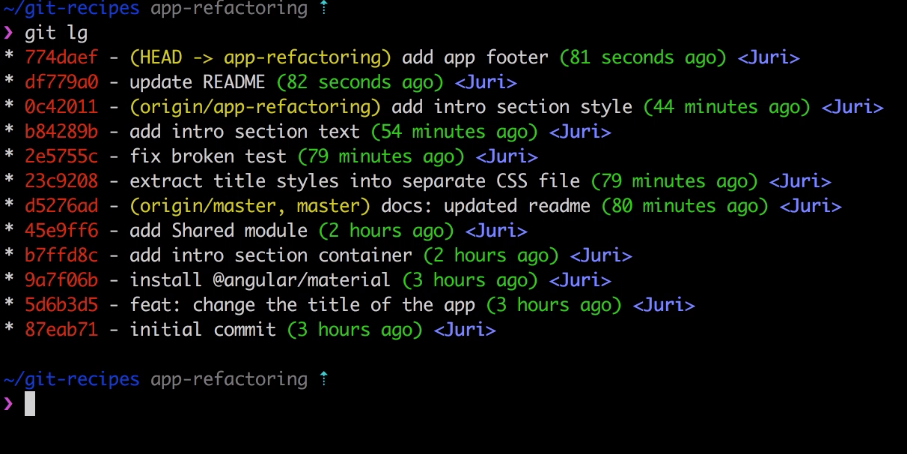 ~/git-recipes app-refactoring ⇡
❯ git lg
* 774daef - (HEAD -> app-refactoring) add app footer (81 seconds ago) <Juri>
* df779a0 - update README (82 seconds ago) <Juri>
* 0c42011 - (origin/app-refactoring) add intro section style (44 minutes ago) <Juri>
* b84289b - add intro section text (54 minutes ago) <Juri>
* 2e5755c - fix broken test (79 minutes ago) <Juri>
* 23c9208 - extract title styles into separate CSS file (79 minutes ago) <Juri>
* d5276ad - (origin/master, master) docs: updated readme (80 minutes ago) <Juri>
* 45e9ff6 - add Shared module (2 hours ago) <Juri>
* b7ffd8c - add intro section container (2 hours ago) <Juri>
* 9a7f06b - install @angular/material (3 hours ago) <Juri>
* 5d6b3d5 - feat: change the title of the app (3 hours ago) <Juri>
* 87eab71 - initial commit (3 hours ago) <Juri>
~/git-recipes app-refactoring ⇡
❯